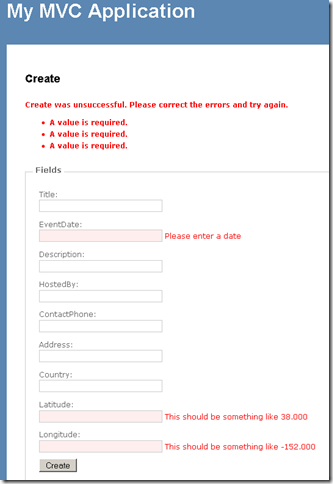 My MVC Application
Create
Create was unsuccessful. Please correct the errors and try again.
• A value is required.
• A value is required.
• A value is required.
Fields
Title:
EventDate:
Please enter a date
Description:
HostedBy:
ContactPhone:
Address:
Country:
Latitude:
This should be something like 38.000
Longitude:
This should be something like -152.000
Create